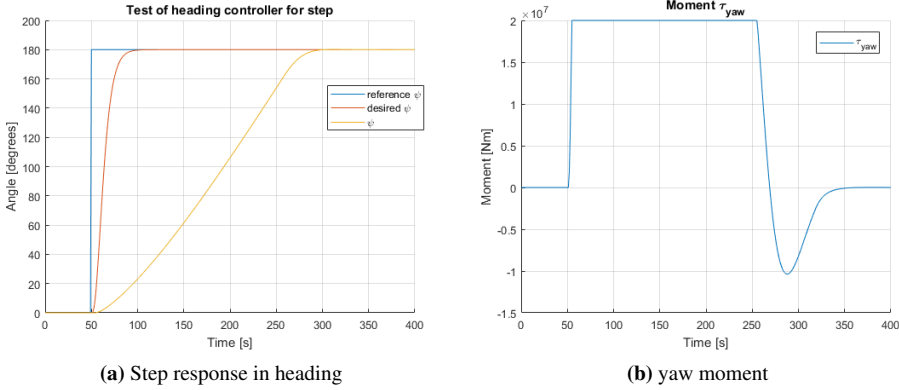 Test of heading controller for step
200
180
160
140
120
100
80
60
40
20
0
Angle [degrees]
reference ψ
desired ψ
ψ
0 50 100 150 200 250 300 350 400
Time [s]
(a) Step response in heading
Moment τyaw
×10⁷
2
1.5
1
0.5
0
-0.5
-1
-1.5
Moment [Nm]
τyaw
0 50 100 150 200 250 300 350 400
Time [s]
(b) yaw moment